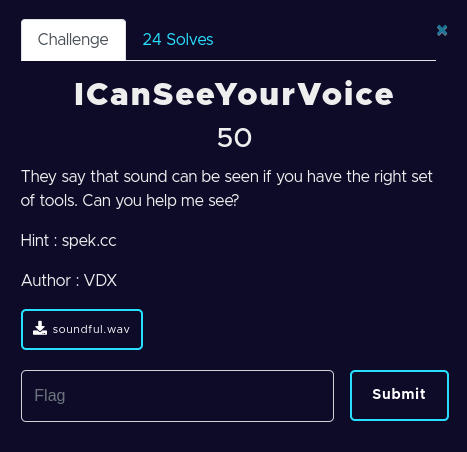 Challenge
24 Solves
✖
ICanSeeYourVoice
50
They say that sound can be seen if you have the right set
of tools. Can you help me see?
Hint : spek.cc
Author : VDX
soundful.wav
Flag
Submit